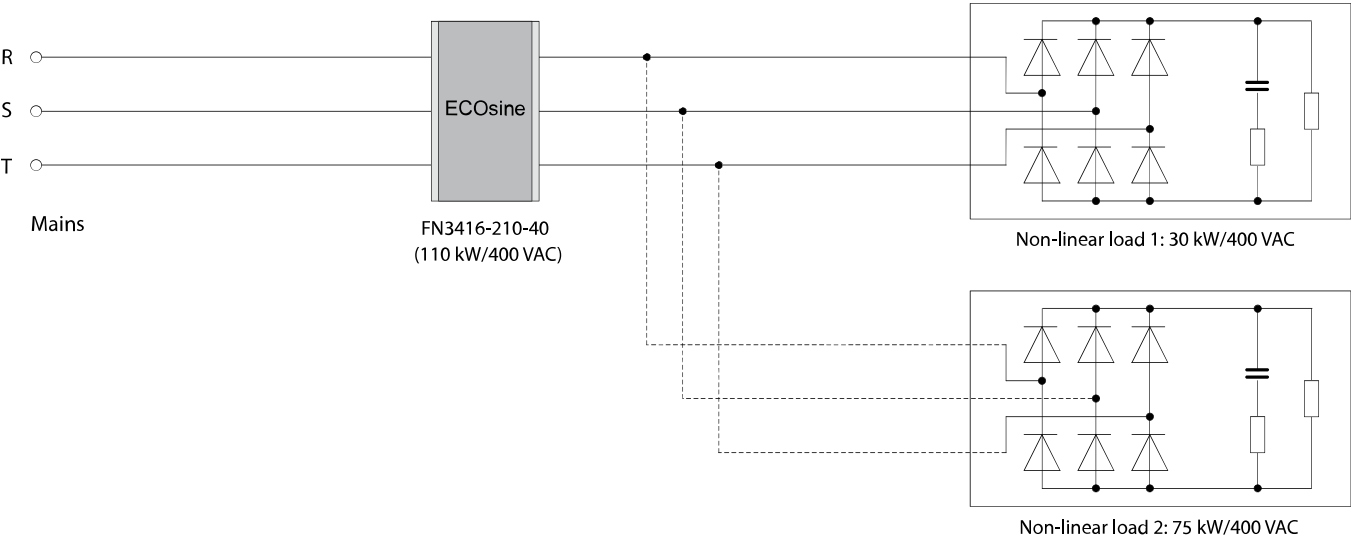 R
S
T
Mains
ECOsine
FN3416-210-40
(110 kW/400 VAC)
Non-linear load 1: 30 kW/400 VAC
Non-linear load 2: 75 kW/400 VAC